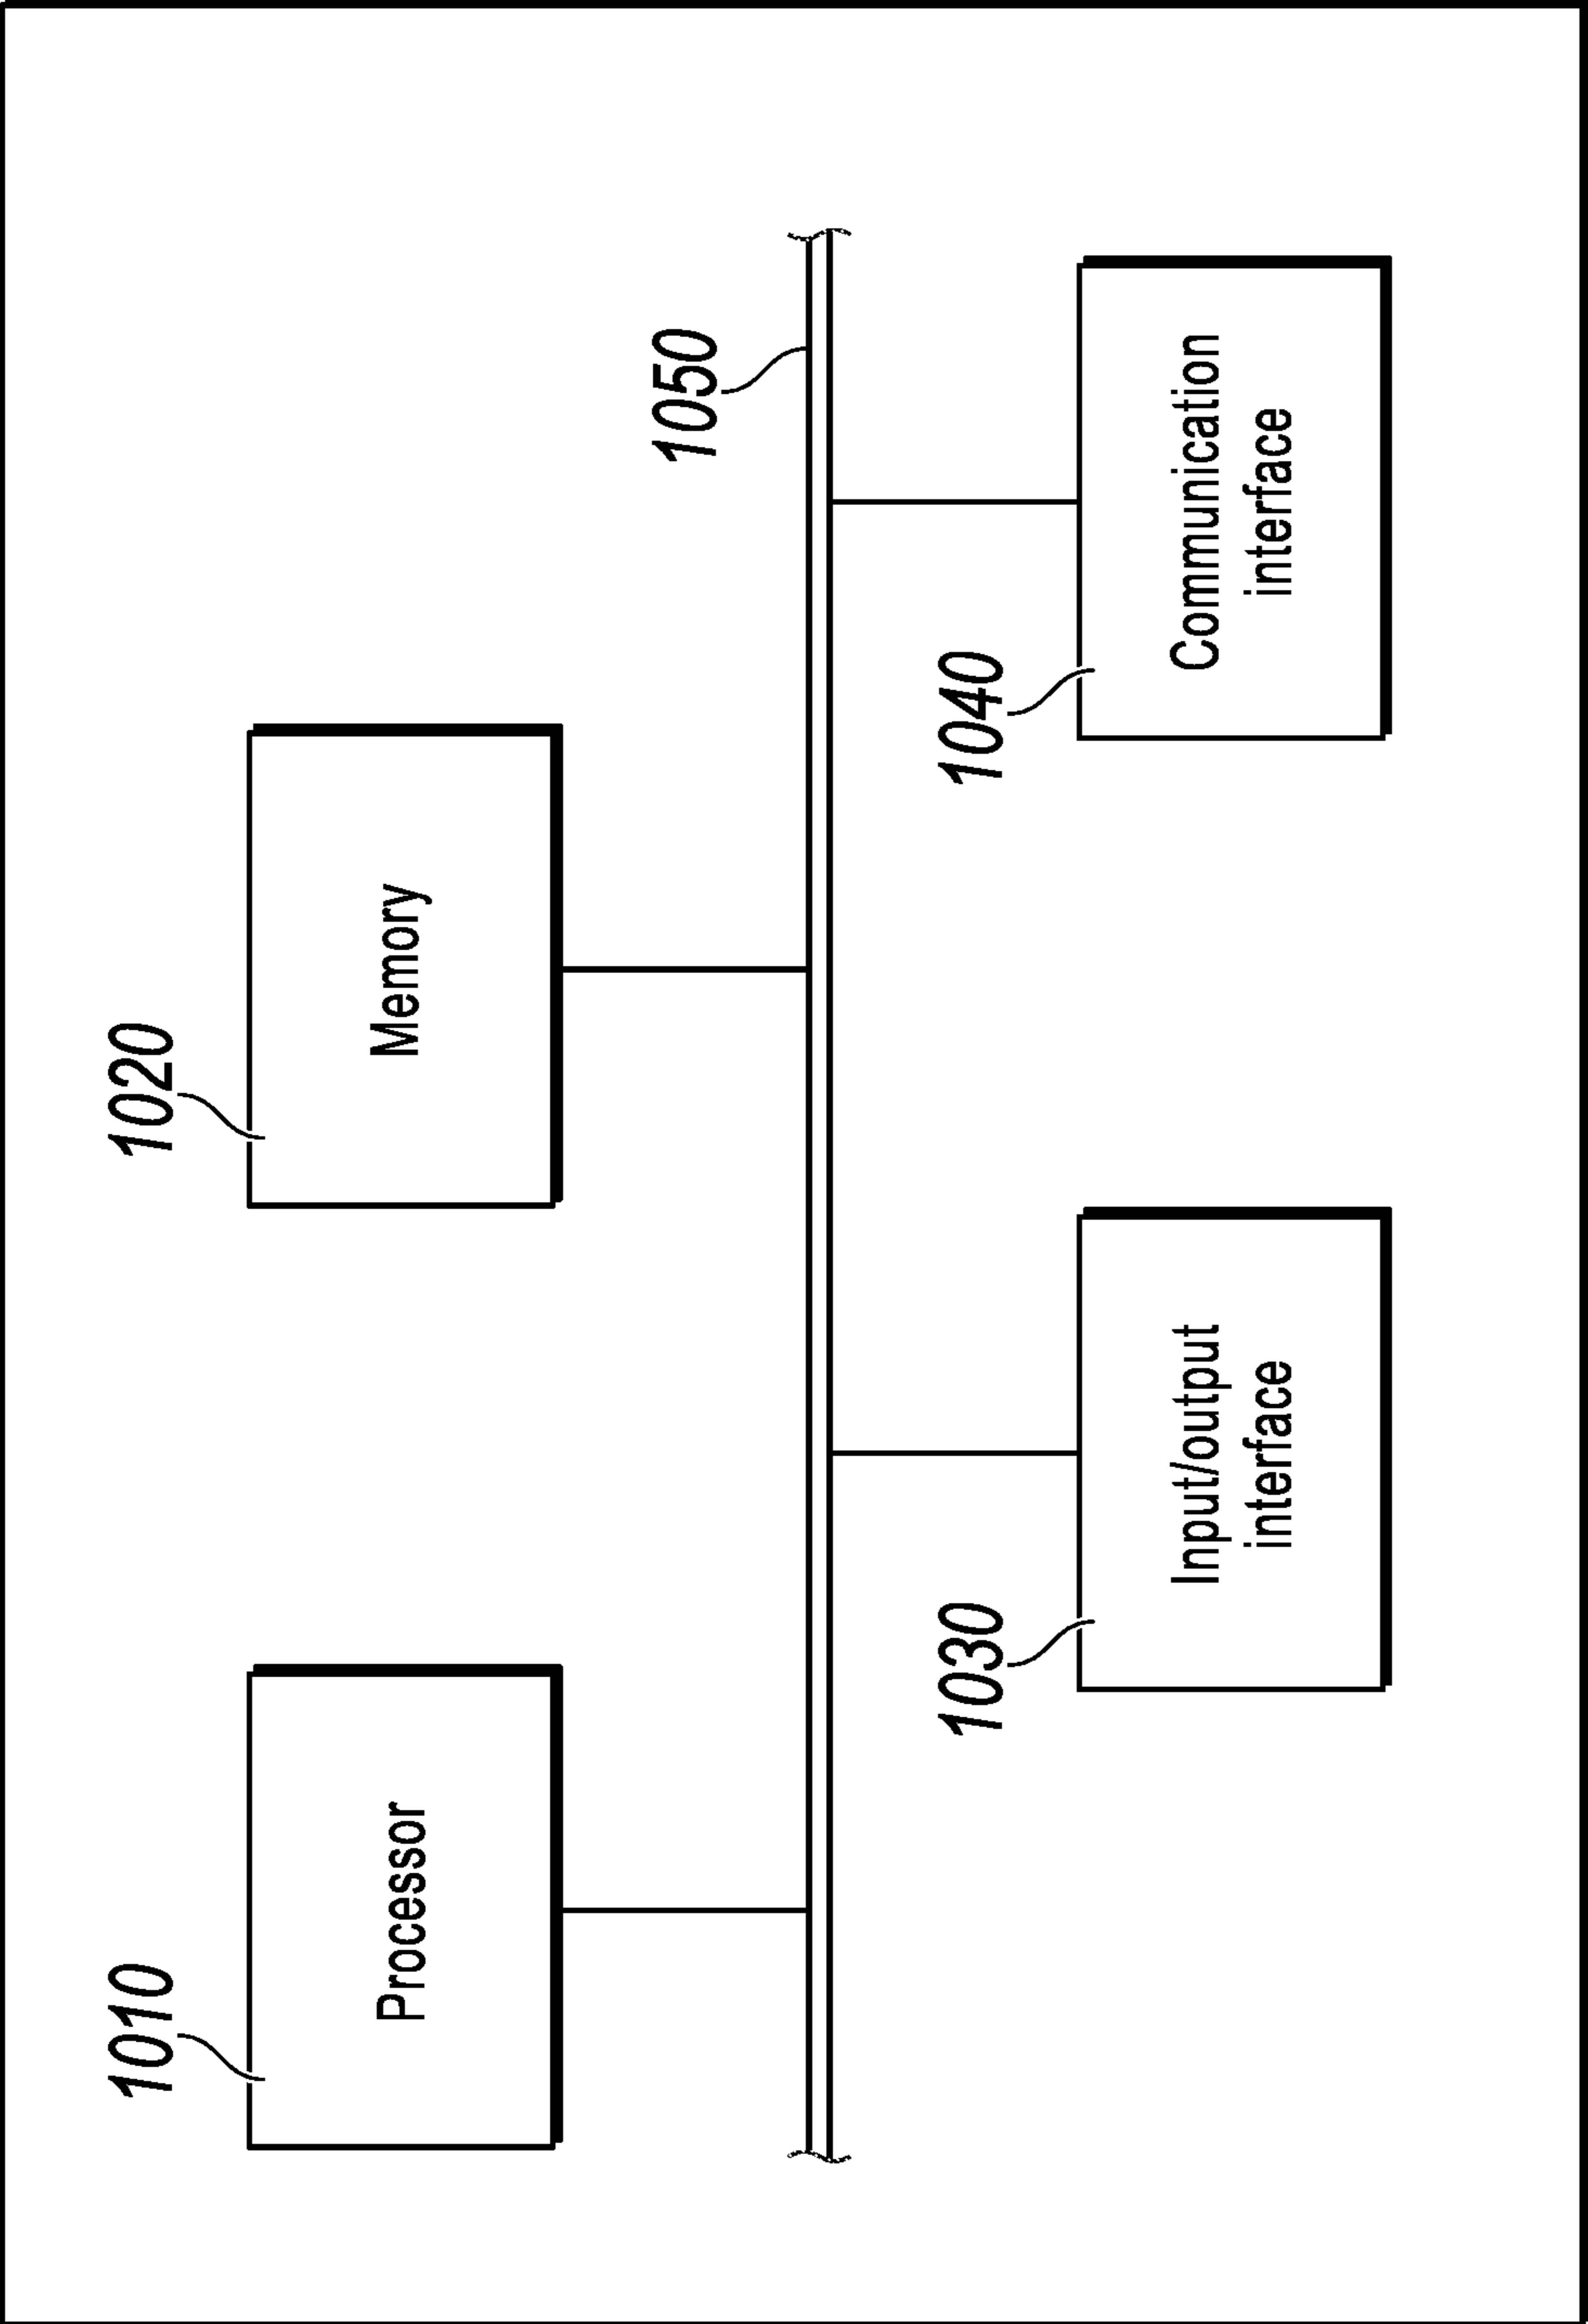 1010
Processor
1020
Memory
1050
1030
Input/output
interface
1040
Communication
interface